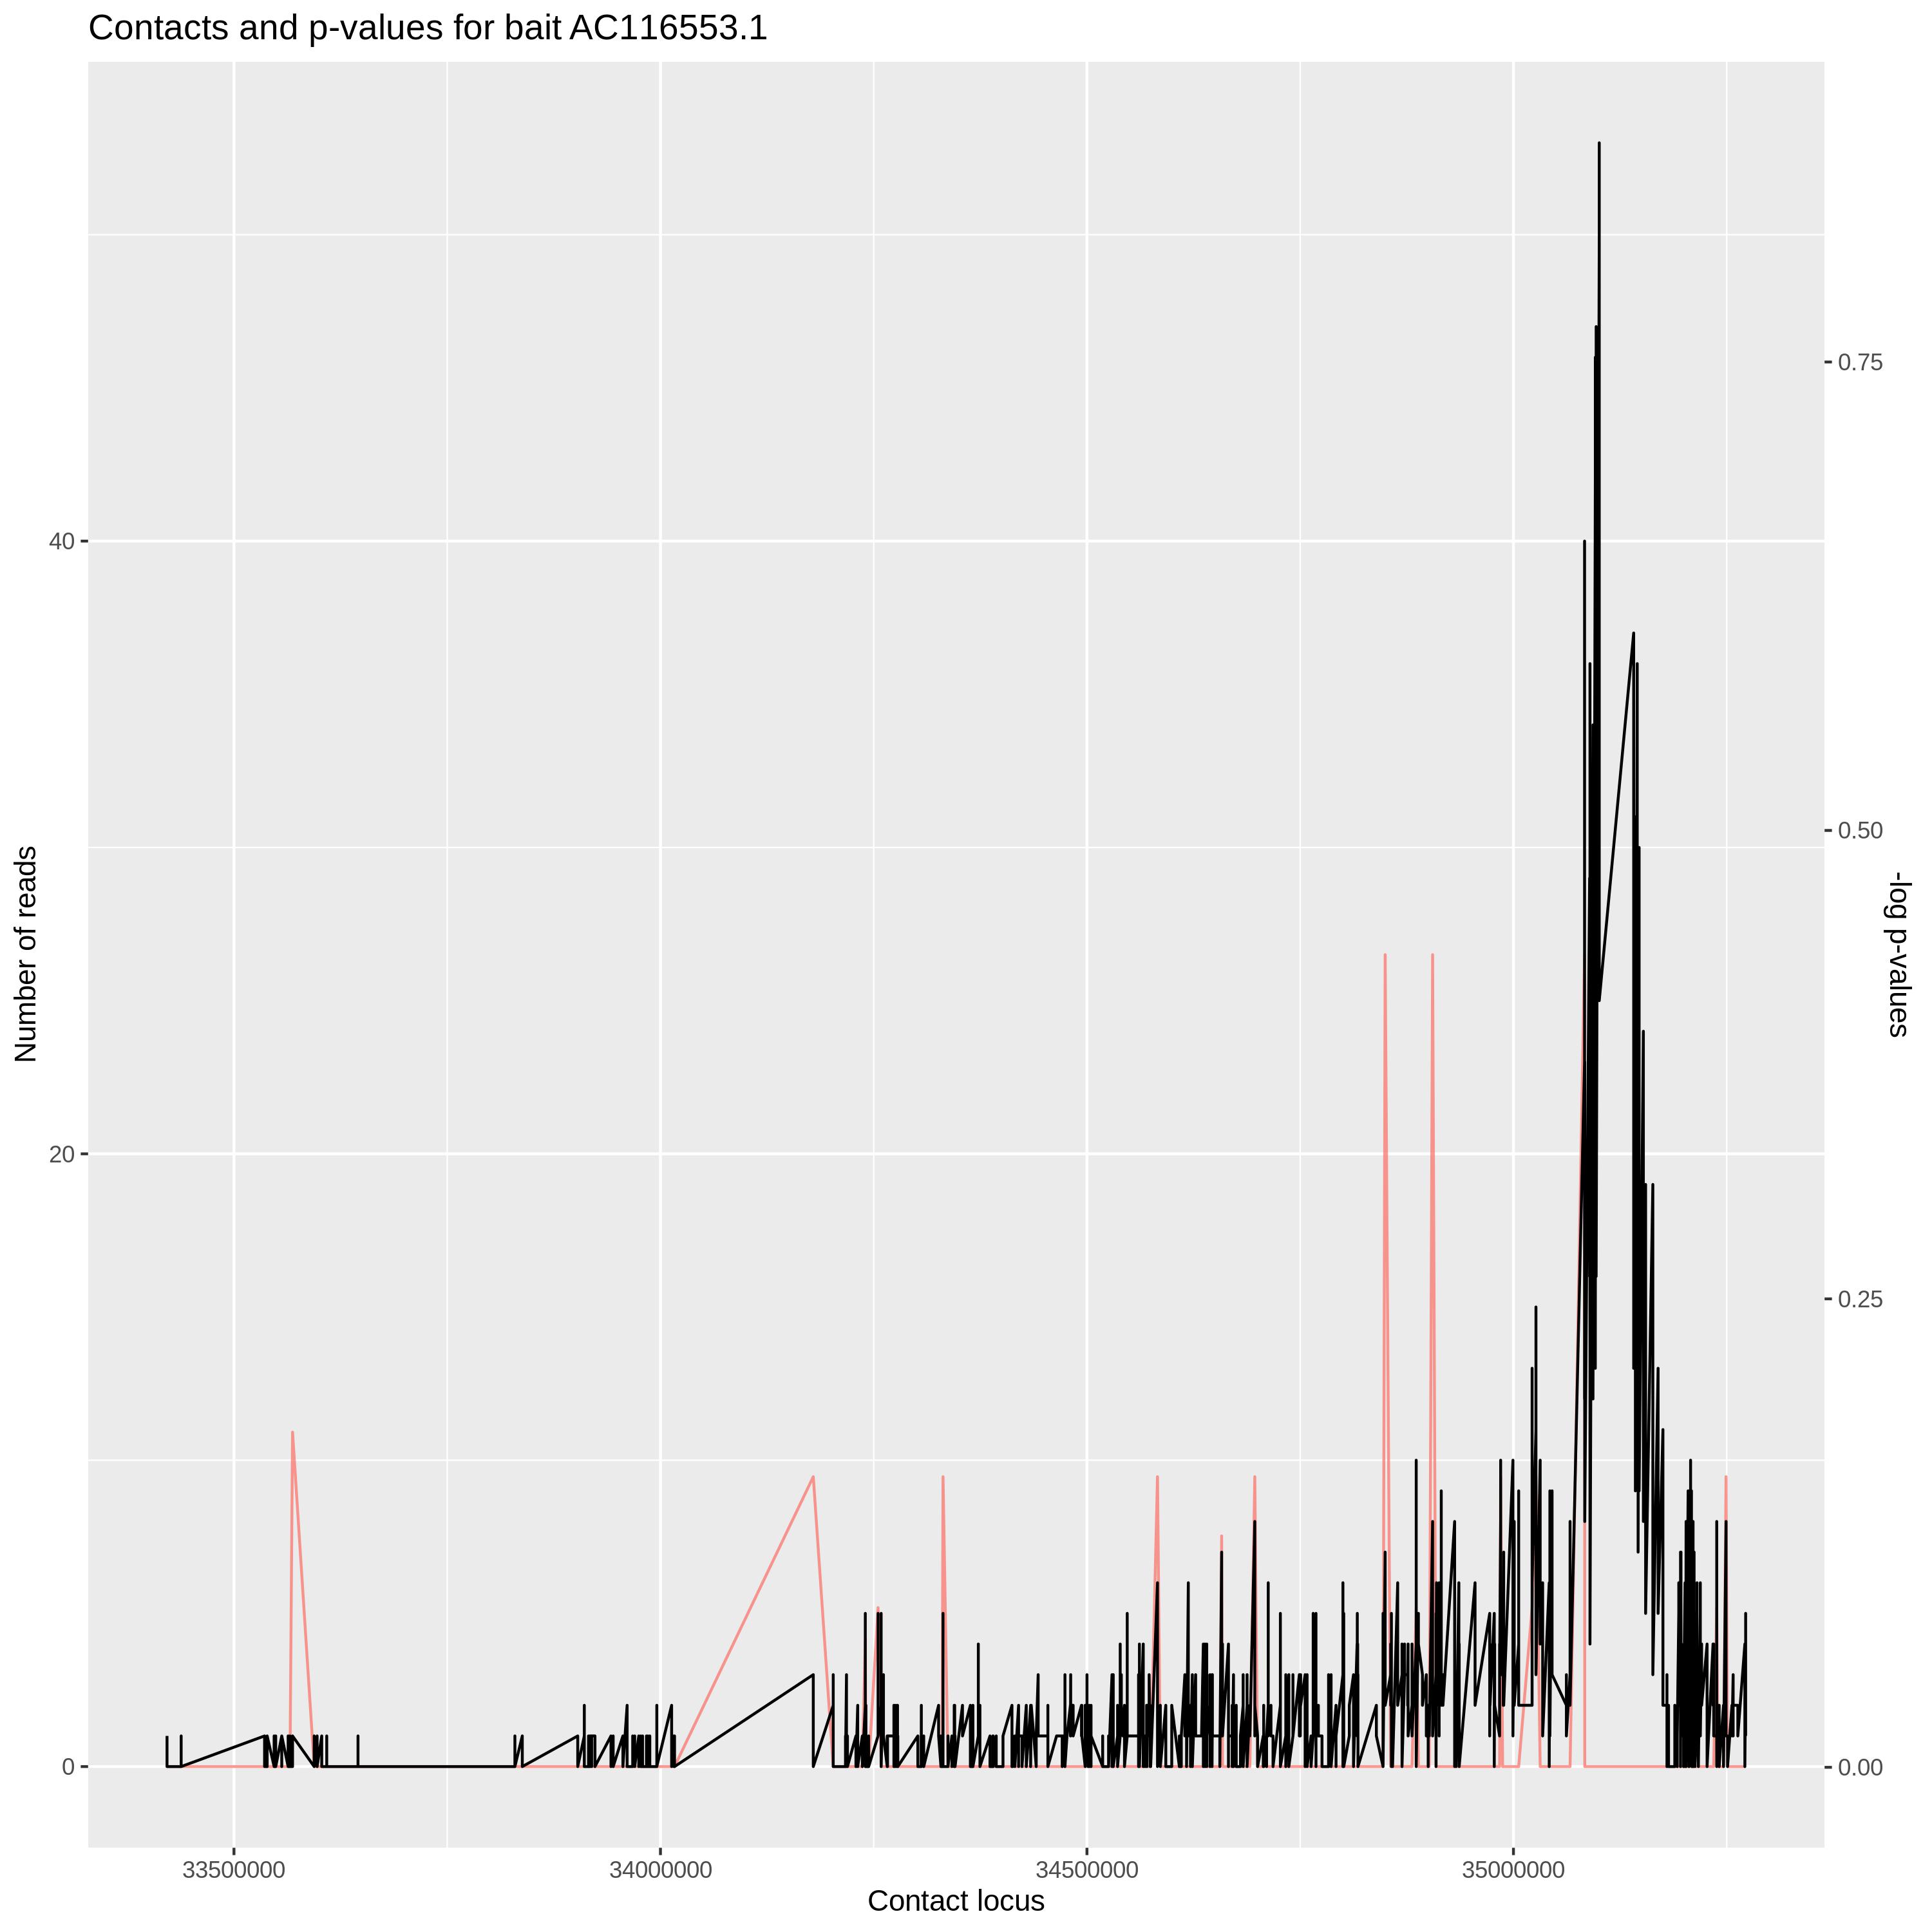 Contacts and p-values for bait AC116553.1
Number of reads
40
20
0
0.75
0.50
0.25
0.00
-log p-values
33500000
34000000
34500000
35000000
Contact locus